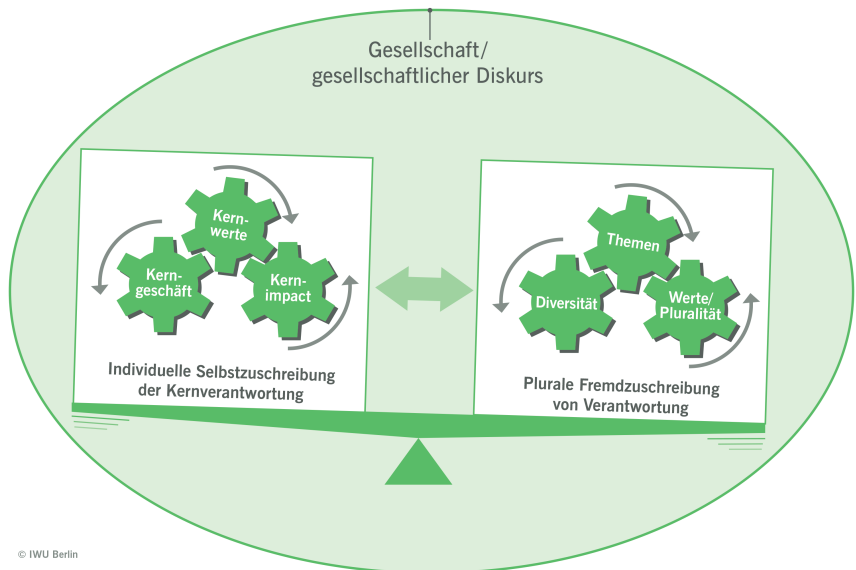 Gesellschaft/
gesellschaftlicher Diskurs
Kern-
werte
Kern-
geschäft
Kern-
impact
Individuelle Selbstzuschreibung
der Kernverantwortung
Themen
Diversität
Werte/
Pluralität
Plurale Fremdzuschreibung
von Verantwortung
© IWU Berlin